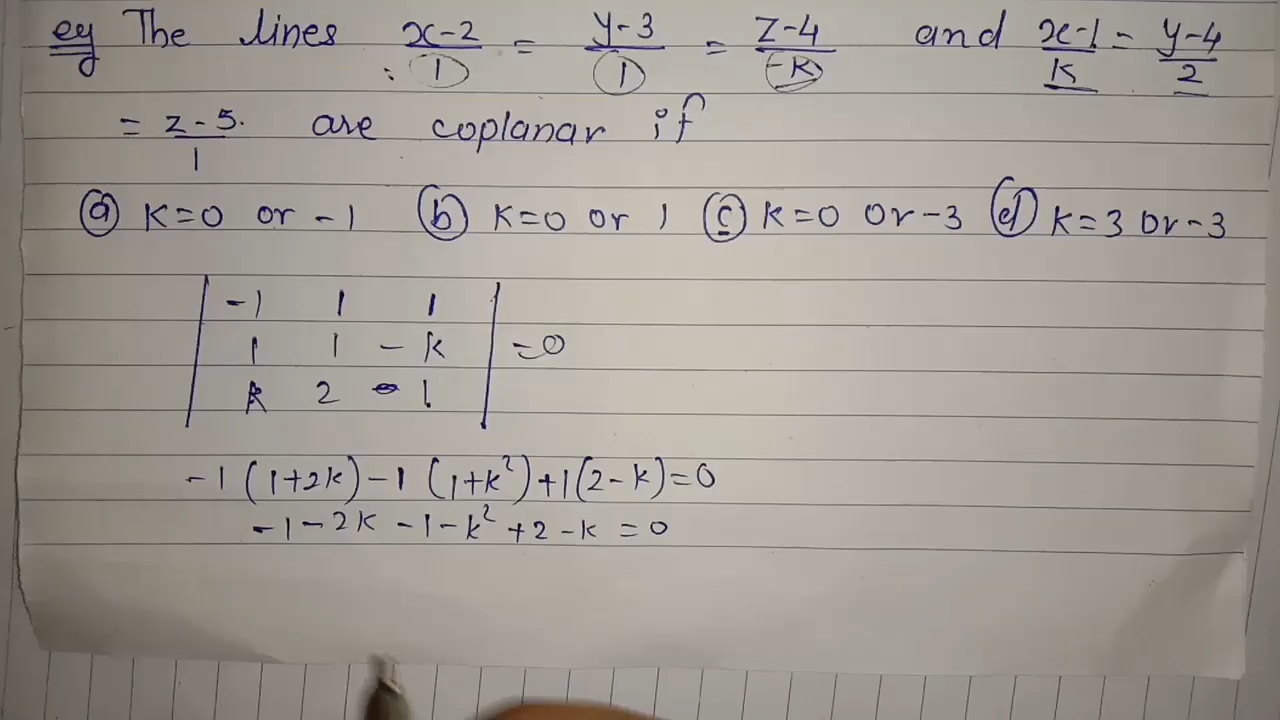 eg The lines x-2/1 = y-3/1 = z-4/-k and x-1/k = y-4/2
= z-5/1 are coplanar if
(a) k=0 or -1 (b) k=0 or 1 (c) k=0 or -3 (d) k=3 or -3
| -1 1 1 |
| 1 1 -k | =0
| k 2 1 |
-1(1+2k)-1(1+k²)+1(2-k)=0
-1-2k-1-k²+2-k=0